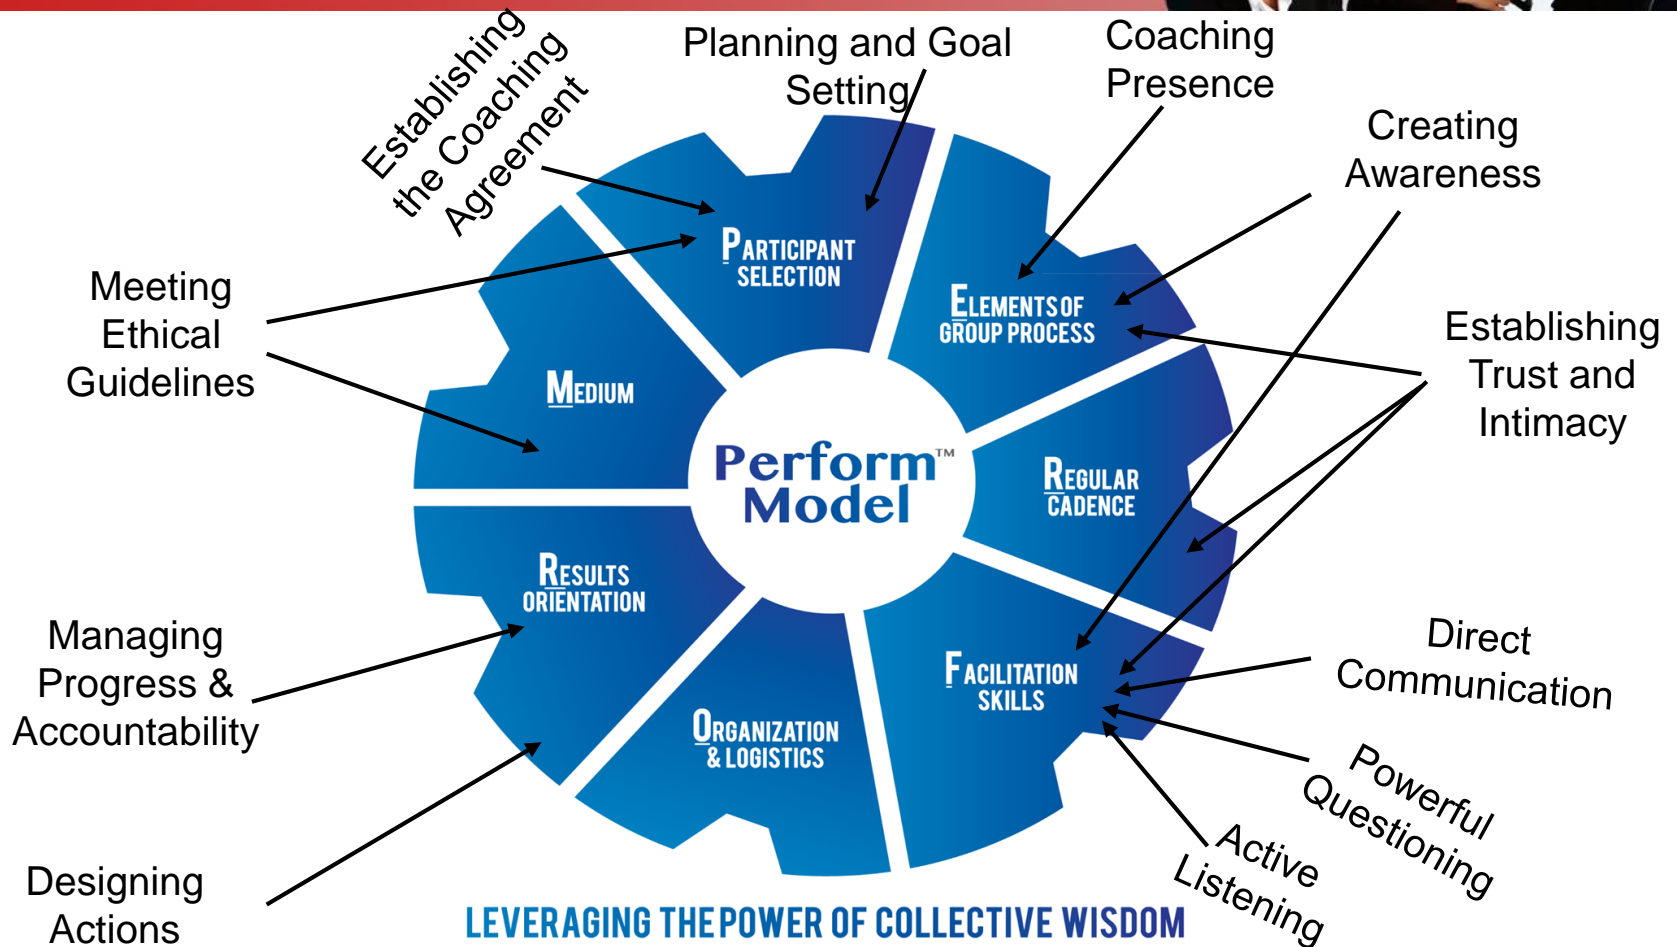 Establishing
the Coaching
Agreement
Planning and Goal
Setting
Coaching
Presence
Creating
Awareness
Meeting
Ethical
Guidelines
PARTICIPANT
SELECTION
ELEMENTS OF
GROUP PROCESS
Establishing
Trust and
Intimacy
MEDIUM
Perform™
Model
REGULAR
CADENCE
RESULTS
ORIENTATION
Managing
Progress &
Accountability
FACILITATION
SKILLS
Direct
Communication
ORGANIZATION
& LOGISTICS
Powerful
Questioning
Active
Listening
Designing
Actions
LEVERAGING THE POWER OF COLLECTIVE WISDOM